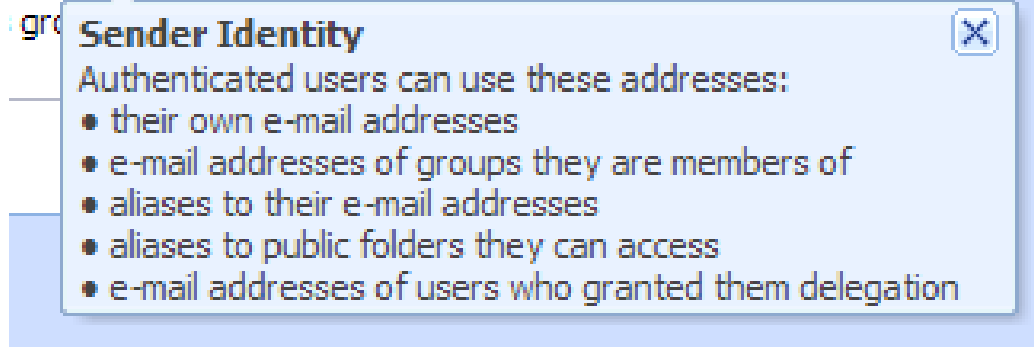 gro
Sender Identity
Authenticated users can use these addresses:
• their own e-mail addresses
• e-mail addresses of groups they are members of
• aliases to their e-mail addresses
• aliases to public folders they can access
• e-mail addresses of users who granted them delegation